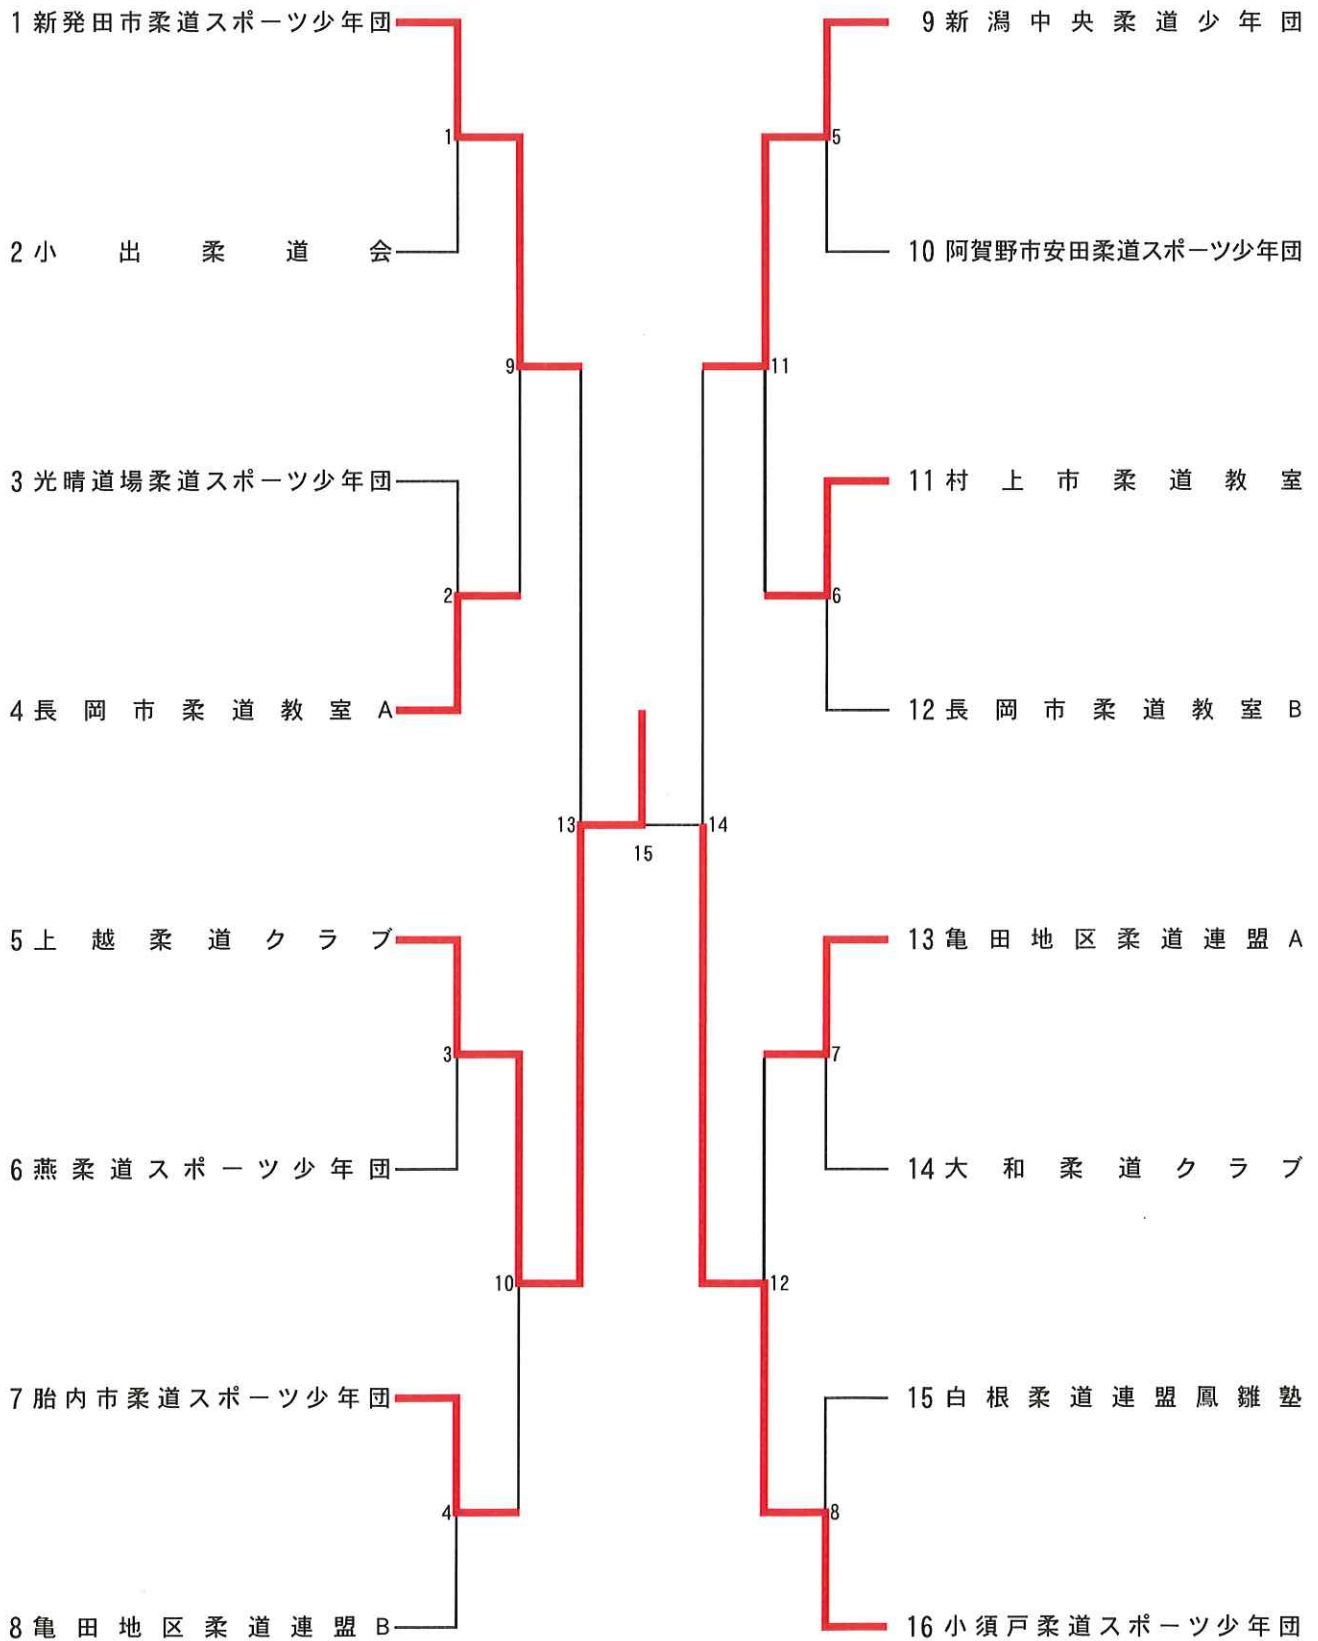 1 新発田市柔道スポーツ少年団
2 小出柔道会
3 光晴道場柔道スポーツ少年団
4 長岡市柔道教室A
5 上越柔道クラブ
6 燕柔道スポーツ少年団
7 胎内市柔道スポーツ少年団
8 亀田地区柔道連盟B
1
9
2
13
15
3
10
4
5
11
6
14
7
12
8
9 新潟中央柔道少年団
10 阿賀野市安田柔道スポーツ少年団
11 村上市柔道教室
12 長岡市柔道教室B
13 亀田地区柔道連盟A
14 大和柔道クラブ
15 白根柔道連盟鳳雛塾
16 小須戸柔道スポーツ少年団